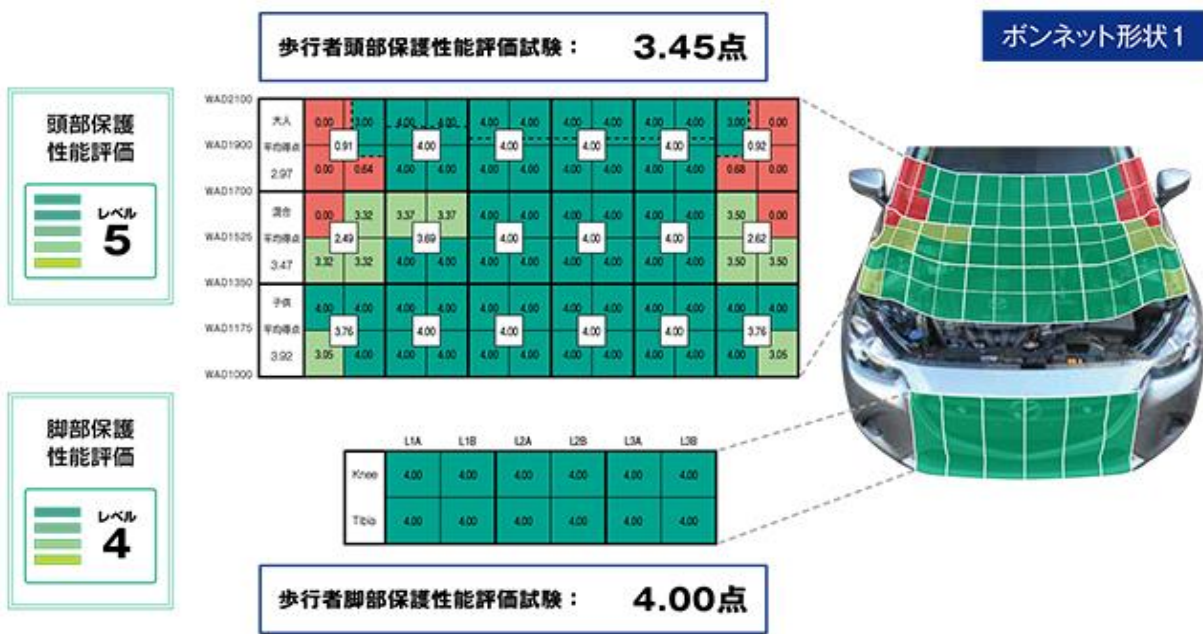 歩行者頭部保護性能評価試験： 3.45点
ボンネット形状1
頭部保護
性能評価
レベル
5
WAD2100
大人 0.00 3.00 4.00 4.00 4.00 4.00 4.00 4.00 4.00 4.00 3.00 0.00
WAD1900 平均得点 0.91 4.00 4.00 4.00 4.00 0.92
2.97 0.00 0.64 4.00 4.00 4.00 4.00 4.00 4.00 4.00 4.00 0.68 0.00
WAD1700
混合 0.00 3.32 3.37 3.37 4.00 4.00 4.00 4.00 4.00 4.00 3.50 0.00
WAD1525 平均得点 2.49 3.69 4.00 4.00 4.00 2.62
3.47 3.32 3.32 4.00 4.00 4.00 4.00 4.00 4.00 4.00 4.00 3.50 3.50
WAD1350
子供 4.00 4.00 4.00 4.00 4.00 4.00 4.00 4.00 4.00 4.00 4.00 4.00
WAD1175 平均得点 3.76 4.00 4.00 4.00 4.00 3.76
3.92 3.05 4.00 4.00 4.00 4.00 4.00 4.00 4.00 4.00 4.00 4.00 3.05
WAD1000
脚部保護
性能評価
レベル
4
L1A L1B L2A L2B L3A L3B
Knee 4.00 4.00 4.00 4.00 4.00 4.00
Tibia 4.00 4.00 4.00 4.00 4.00 4.00
歩行者脚部保護性能評価試験： 4.00点